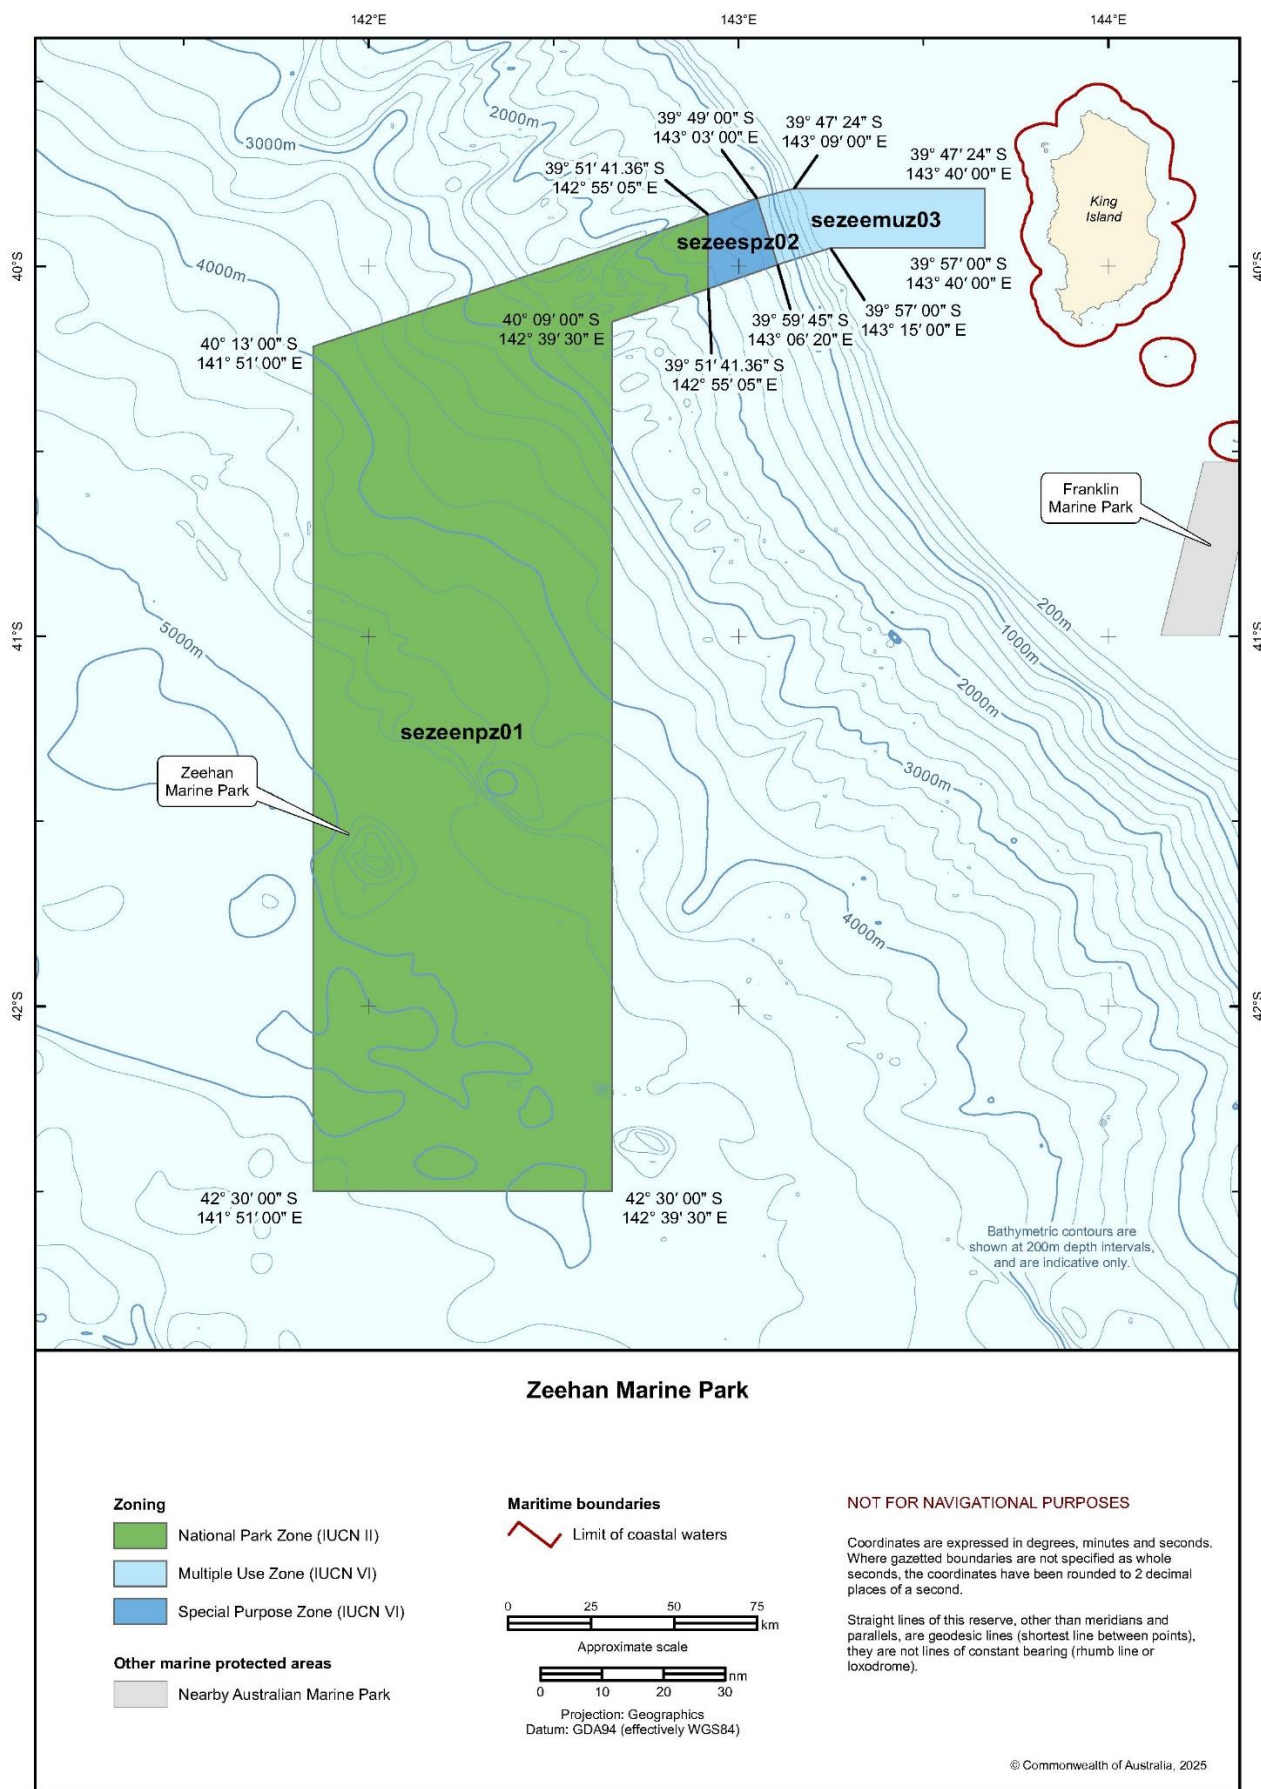 142°E
143°E
144°E
2000m
3000m
39° 49′ 00” S
143° 03′ 00” E
39° 47′ 24” S
143° 09′ 00” E
39° 47′ 24” S
143° 40′ 00” E
39° 51′ 41.36” S
142° 55′ 05” E
King
Island
sezeemuz03
sezeespz02
4000m
40°S
40°S
39° 57′ 00” S
143° 40′ 00” E
39° 57′ 00” S
143° 15′ 00” E
40° 09′ 00” S
142° 39′ 30” E
39° 59′ 45” S
143° 06′ 20” E
40° 13′ 00” S
141° 51′ 00” E
39° 51′ 41.36” S
142° 55′ 05” E
Franklin
Marine Park
200m
1000m
2000m
5000m
41°S
41°S
sezeenpz01
3000m
Zeehan
Marine Park
4000m
42°S
42°S
42° 30′ 00” S
141° 51′ 00” E
42° 30′ 00” S
142° 39′ 30” E
Bathymetric contours are
shown at 200m depth intervals,
and are indicative only.
Zeehan Marine Park
Zoning
National Park Zone (IUCN II)
Multiple Use Zone (IUCN VI)
Special Purpose Zone (IUCN VI)
Other marine protected areas
Nearby Australian Marine Park
Maritime boundaries
Limit of coastal waters
0 25 50 75
km
Approximate scale
nm
0 10 20 30
Projection: Geographics
Datum: GDA94 (effectively WGS84)
NOT FOR NAVIGATIONAL PURPOSES
Coordinates are expressed in degrees, minutes and seconds.
Where gazetted boundaries are not specified as whole
seconds, the coordinates have been rounded to 2 decimal
places of a second.
Straight lines of this reserve, other than meridians and
parallels, are geodesic lines (shortest line between points),
they are not lines of constant bearing (rhumb line or
loxodrome).
© Commonwealth of Australia, 2025